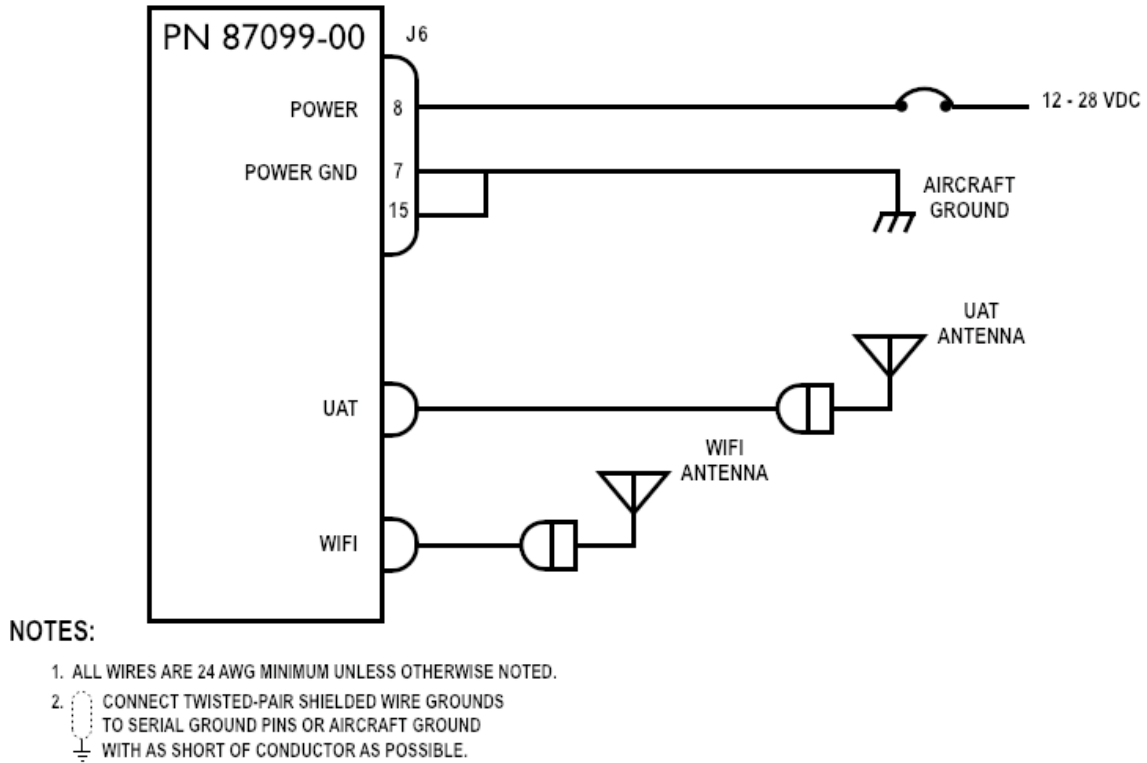 PN 87099-00
J6
POWER
8
12 - 28 VDC
POWER GND
7
15
AIRCRAFT
GROUND
UAT
ANTENNA
UAT
WIFI
ANTENNA
WIFI
NOTES:
1. ALL WIRES ARE 24 AWG MINIMUM UNLESS OTHERWISE NOTED.
2. CONNECT TWISTED-PAIR SHIELDED WIRE GROUNDS
TO SERIAL GROUND PINS OR AIRCRAFT GROUND
WITH AS SHORT OF CONDUCTOR AS POSSIBLE.